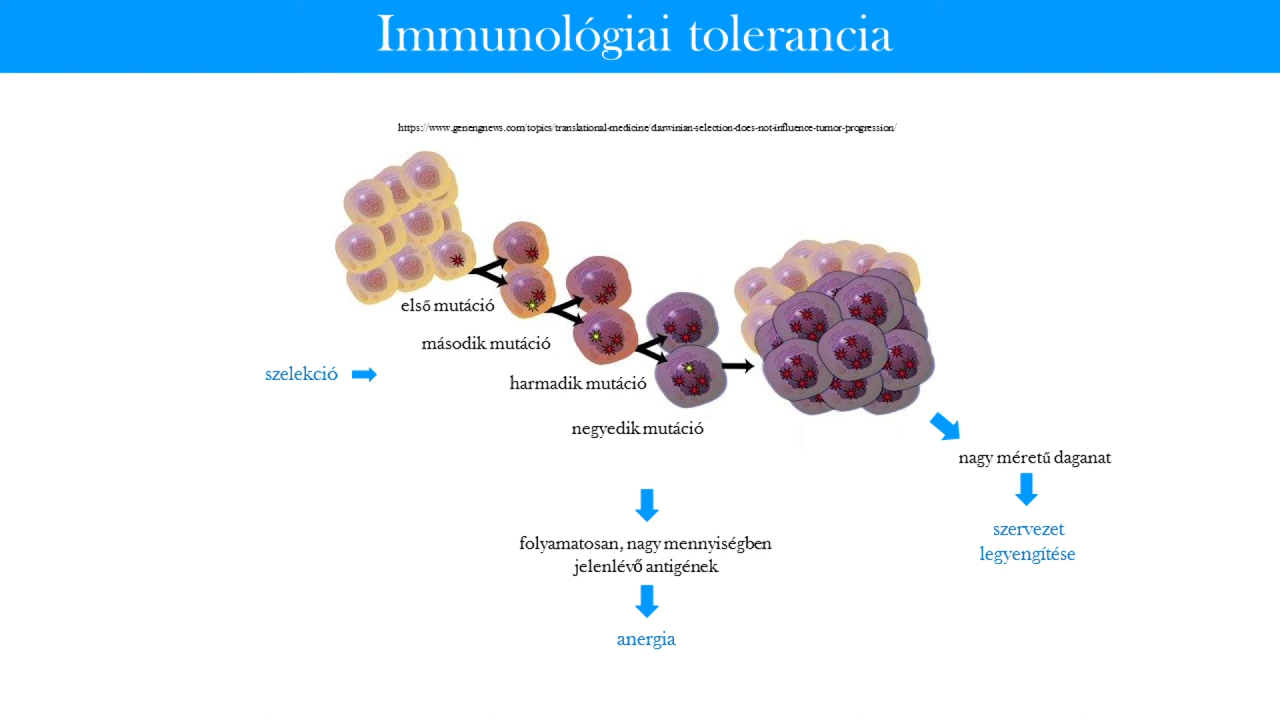 Immunológiai tolerancia
https://www.genengnews.com/topics/translational-medicine/darwinian-selection-does-not-influence-tumor-progression/
első mutáció
második mutáció
szelekció
harmadik mutáció
negyedik mutáció
nagy méretű daganat
szervezet
legyengítése
folyamatosan, nagy mennyiségben
jelenlévő antigének
anergia